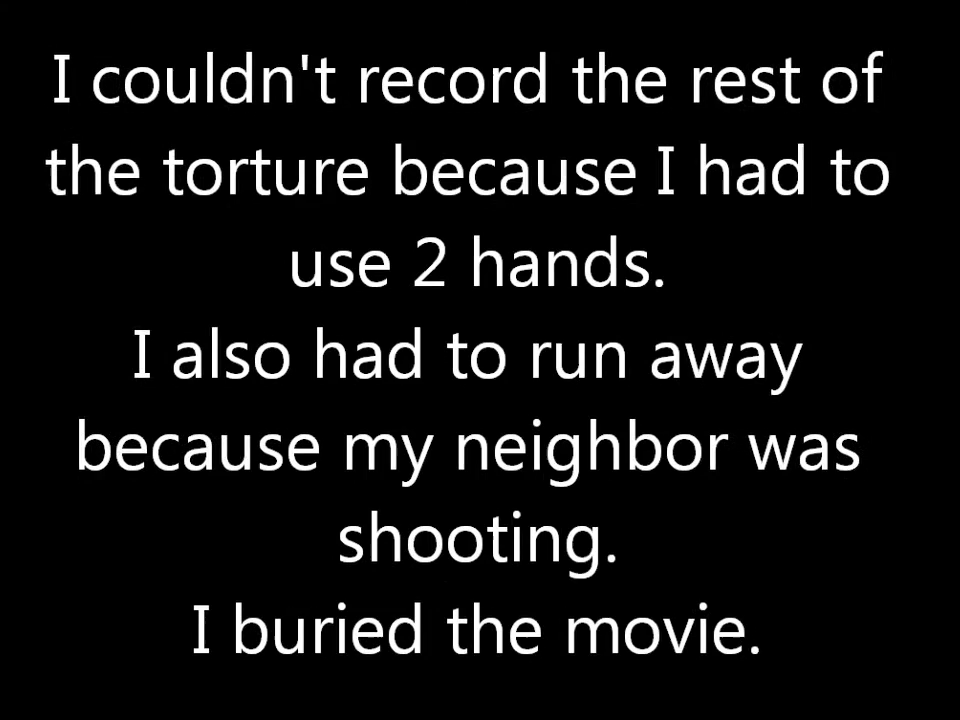 I couldn't record the rest of
the torture because I had to
use 2 hands.
I also had to run away
because my neighbor was
shooting.
I buried the movie.